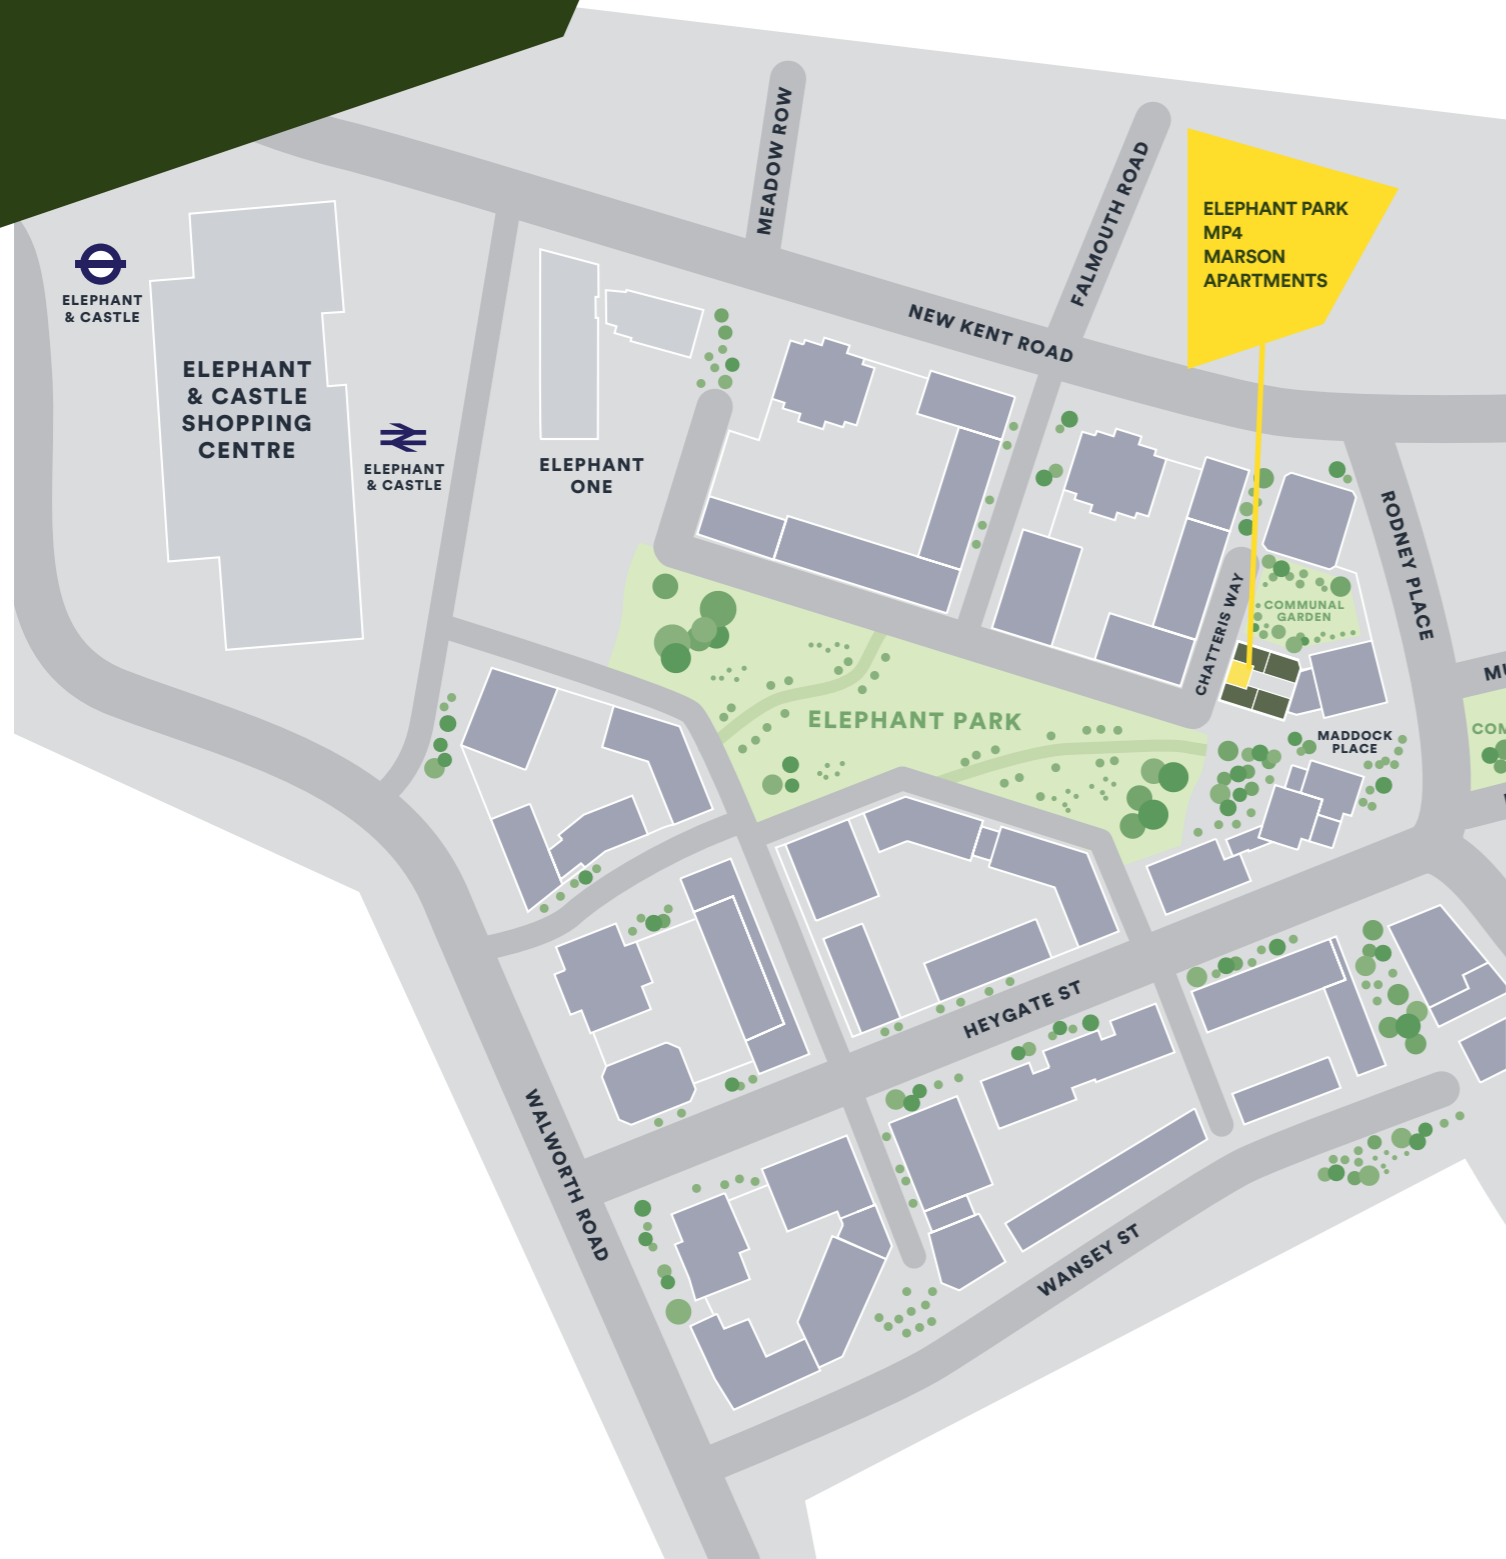 MEADOW ROW
FALMOUTH ROAD
ELEPHANT PARK
MP4
MARSON
APARTMENTS
ELEPHANT
& CASTLE
NEW KENT ROAD
ELEPHANT
& CASTLE
SHOPPING
CENTRE
ELEPHANT
& CASTLE
ELEPHANT
ONE
RODNEY PLACE
CHATTERIS WAY
COMMUNAL
GARDEN
ELEPHANT PARK
MADDOCK
PLACE
COM
HEYGATE ST
WALWORTH ROAD
WANSEY ST